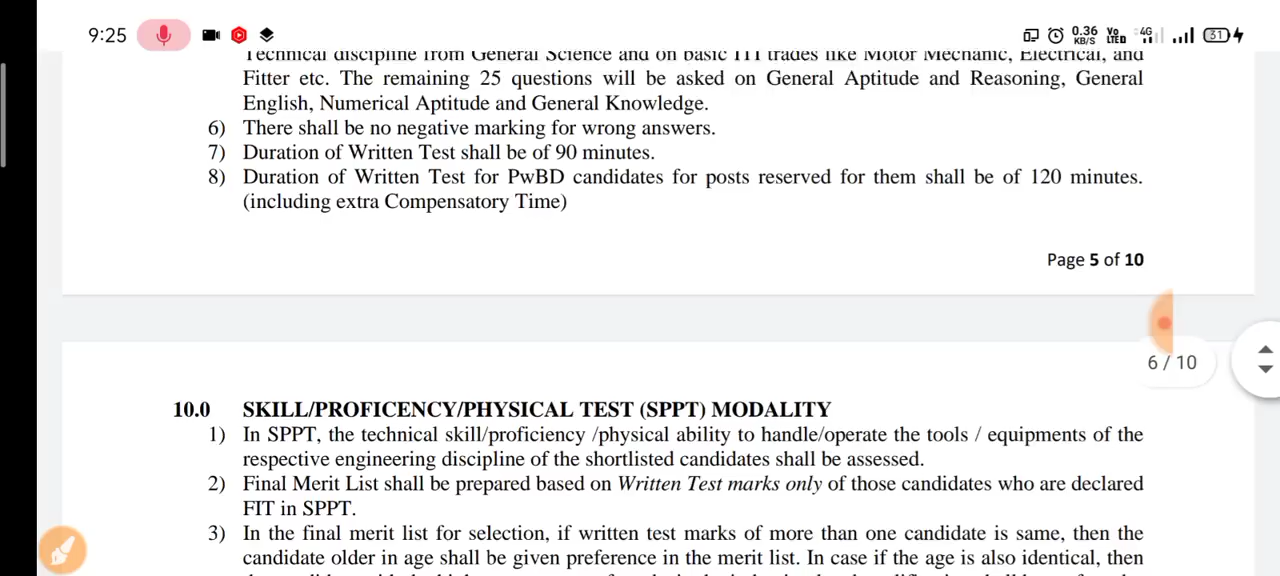 9:25
0.36 KB/S Vo LTED 4G 31
Technical discipline from General Science and on basic ITI trades like Motor Mechanic, Electrical, and
Fitter etc. The remaining 25 questions will be asked on General Aptitude and Reasoning, General
English, Numerical Aptitude and General Knowledge.
6) There shall be no negative marking for wrong answers.
7) Duration of Written Test shall be of 90 minutes.
8) Duration of Written Test for PwBD candidates for posts reserved for them shall be of 120 minutes.
(including extra Compensatory Time)
Page 5 of 10
6 / 10
10.0 SKILL/PROFICENCY/PHYSICAL TEST (SPPT) MODALITY
1) In SPPT, the technical skill/proficiency /physical ability to handle/operate the tools / equipments of the
respective engineering discipline of the shortlisted candidates shall be assessed.
2) Final Merit List shall be prepared based on Written Test marks only of those candidates who are declared
FIT in SPPT.
3) In the final merit list for selection, if written test marks of more than one candidate is same, then the
candidate older in age shall be given preference in the merit list. In case if the age is also identical, then